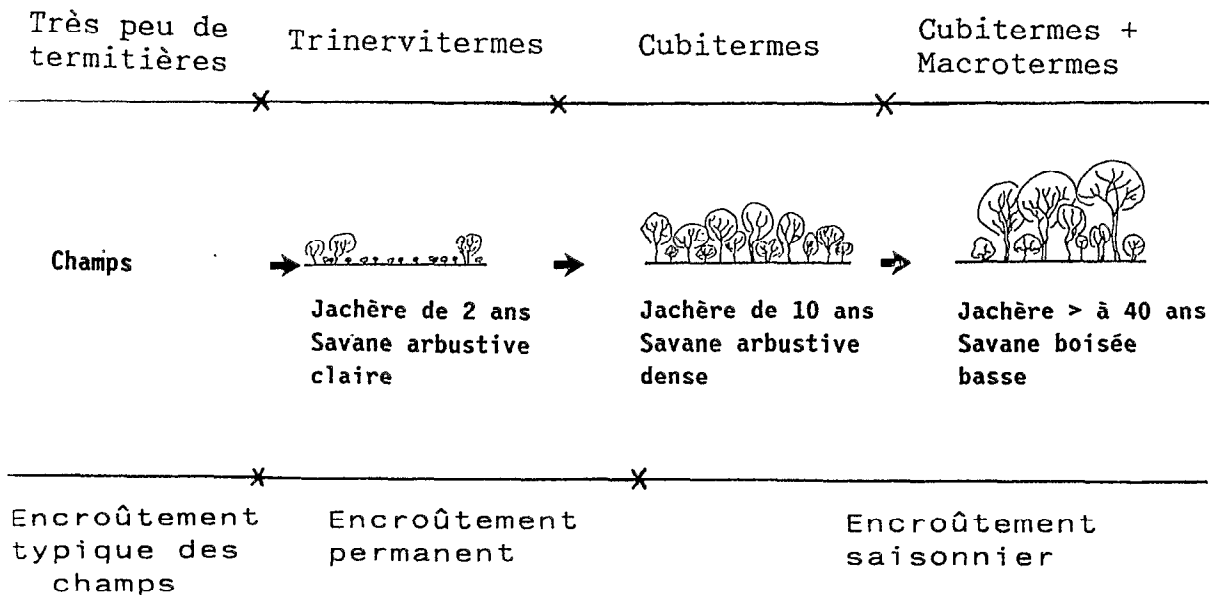 Très peu de
termitières
Trinervitermes
Cubitermes
Cubitermes +
Macrotermes
Champs
Jachère de 2 ans
Savane arbustive
claire
Jachère de 10 ans
Savane arbustive
dense
Jachère > à 40 ans
Savane boisée
basse
Encroûtement
typique des
champs
Encroûtement
permanent
Encroûtement
saisonnier